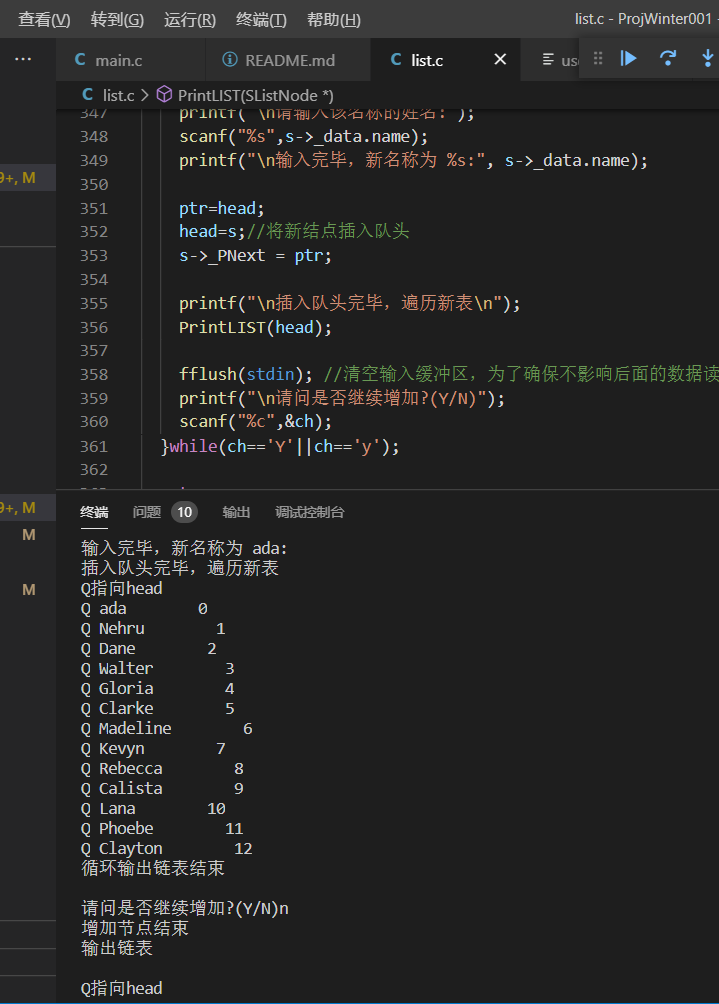 查看(V) 转到(G) 运行(R) 终端(T) 帮助(H) list.c - ProjWinter001 -
··· C main.c README.md C list.c ✕ us
C list.c > PrintLIST(SListNode *)
347 printf("\n请输入该名称的姓名:");
348 scanf("%s",s->_data.name);
349 printf("\n输入完毕，新名称为 %s:", s->_data.name);
9+, M
350
351 ptr=head;
352 head=s;//将新结点插入队头
353 s->_PNext = ptr;
354
355 printf("\n插入队头完毕，遍历新表\n");
356 PrintLIST(head);
357
358 fflush(stdin); //清空输入缓冲区，为了确保不影响后面的数据读
359 printf("\n请问是否继续增加?(Y/N)");
360 scanf("%c",&ch);
361 }while(ch=='Y'||ch=='y');
362
9+, M
终端 问题 10 输出 调试控制台
M
输入完毕，新名称为 ada:
插入队头完毕，遍历新表
M
Q指向head
Q ada 0
Q Nehru 1
Q Dane 2
Q Walter 3
Q Gloria 4
Q Clarke 5
Q Madeline 6
Q Kevyn 7
Q Rebecca 8
Q Calista 9
Q Lana 10
Q Phoebe 11
Q Clayton 12
循环输出链表结束
请问是否继续增加?(Y/N)n
增加节点结束
输出链表
Q指向head